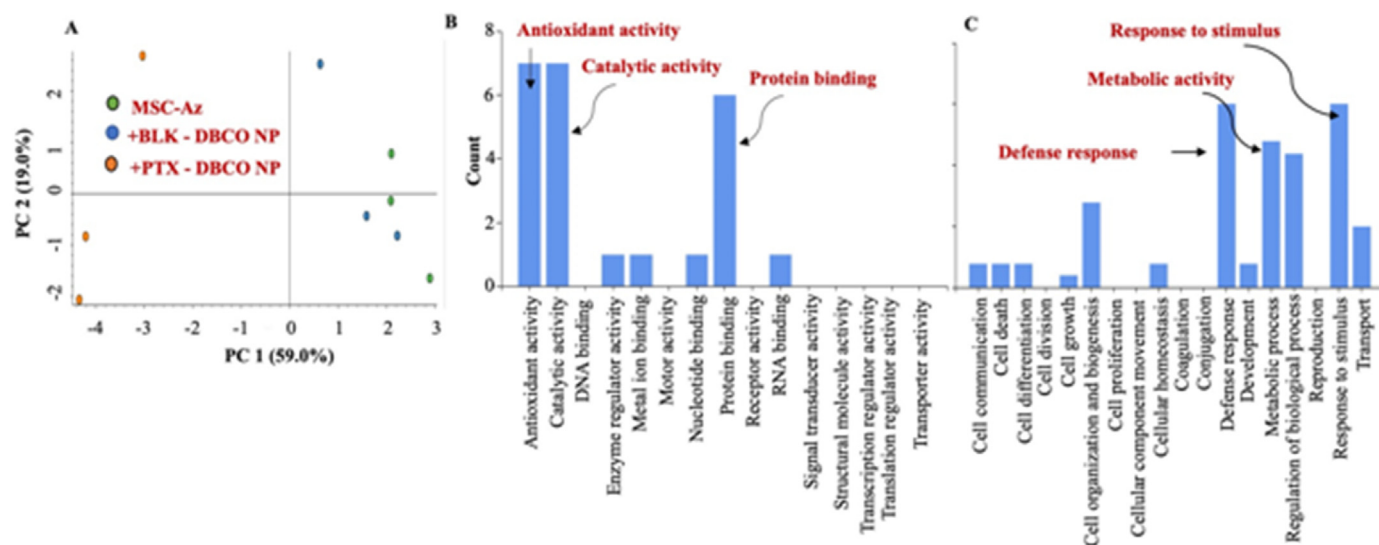 A
PC 2 (19.0%)
2
1
0
-1
-2
MSC-Az
+BLK - DBCO NP
+PTX - DBCO NP
-4
-3
-2
0
1
2
3
PC 1 (59.0%)
B
Count
8
6
4
2
0
Antioxidant activity
Catalytic activity
Protein binding
Antioxidant activity
Catalytic activity
DNA binding
Enzyme regulator activity
Metal ion binding
Motor activity
Nucleotide binding
Protein binding
Receptor activity
RNA binding
Signal transducer activity
Structural molecule activity
Transcription regulator activity
Translation regulator activity
Transporter activity
C
Response to stimulus
Metabolic activity
Defense response
Cell communication
Cell death
Cell differentiation
Cell division
Cell growth
Cell organization and biogenesis
Cell proliferation
Cellular component movement
Cellular homeostasis
Coagulation
Conjugation
Defense response
Development
Metabolic process
Regulation of biological process
Reproduction
Response to stimulus
Transport